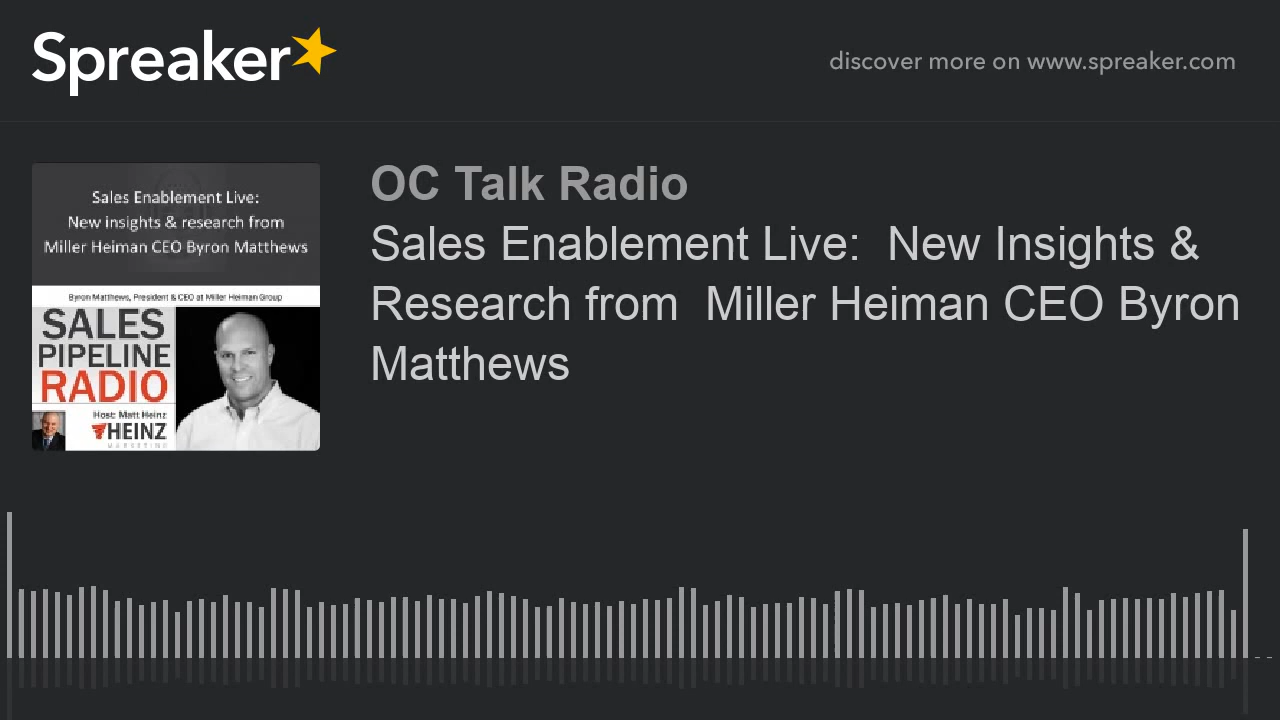 Spreaker
discover more on www.spreaker.com
Sales Enablement Live:
New insights & research from
Miller Heiman CEO Byron Matthews
Byron Matthews, President & CEO at Miller Heiman Group
SALES
PIPELINE
RADIO
Host: Matt Heinz
HEINZ
MARKETING
OC Talk Radio
Sales Enablement Live: New Insights &
Research from Miller Heiman CEO Byron
Matthews